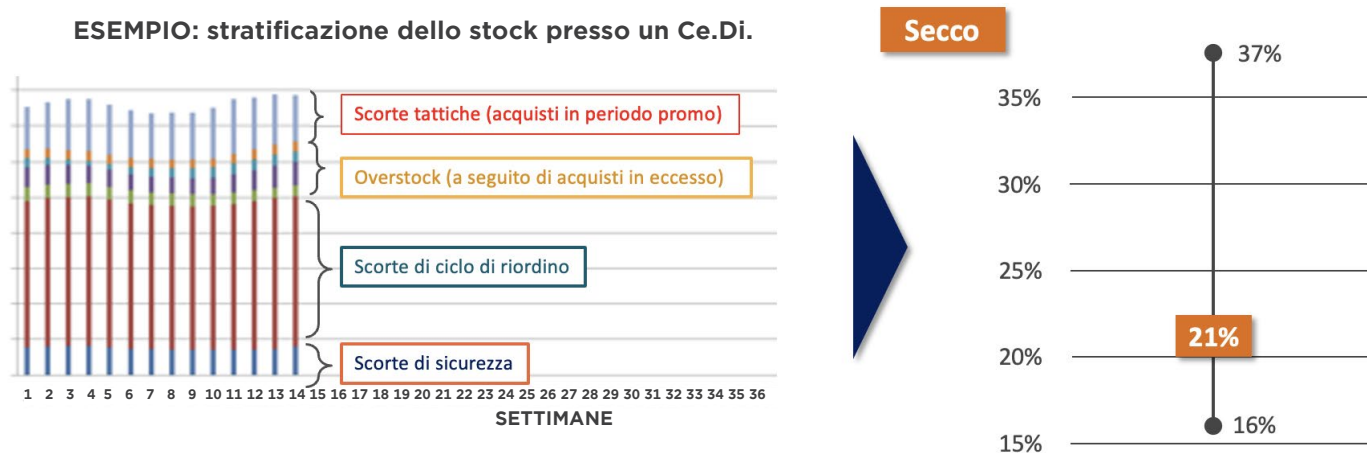 ESEMPIO: stratificazione dello stock presso un Ce.Di.
Scorte tattiche (acquisti in periodo promo)
Overstock (a seguito di acquisti in eccesso)
Scorte di ciclo di riordino
Scorte di sicurezza
1 2 3 4 5 6 7 8 9 10 11 12 13 14 15 16 17 18 19 20 21 22 23 24 25 26 27 28 29 30 31 32 33 34 35 36
SETTIMANE
Secco
37%
35%
30%
25%
21%
20%
16%
15%